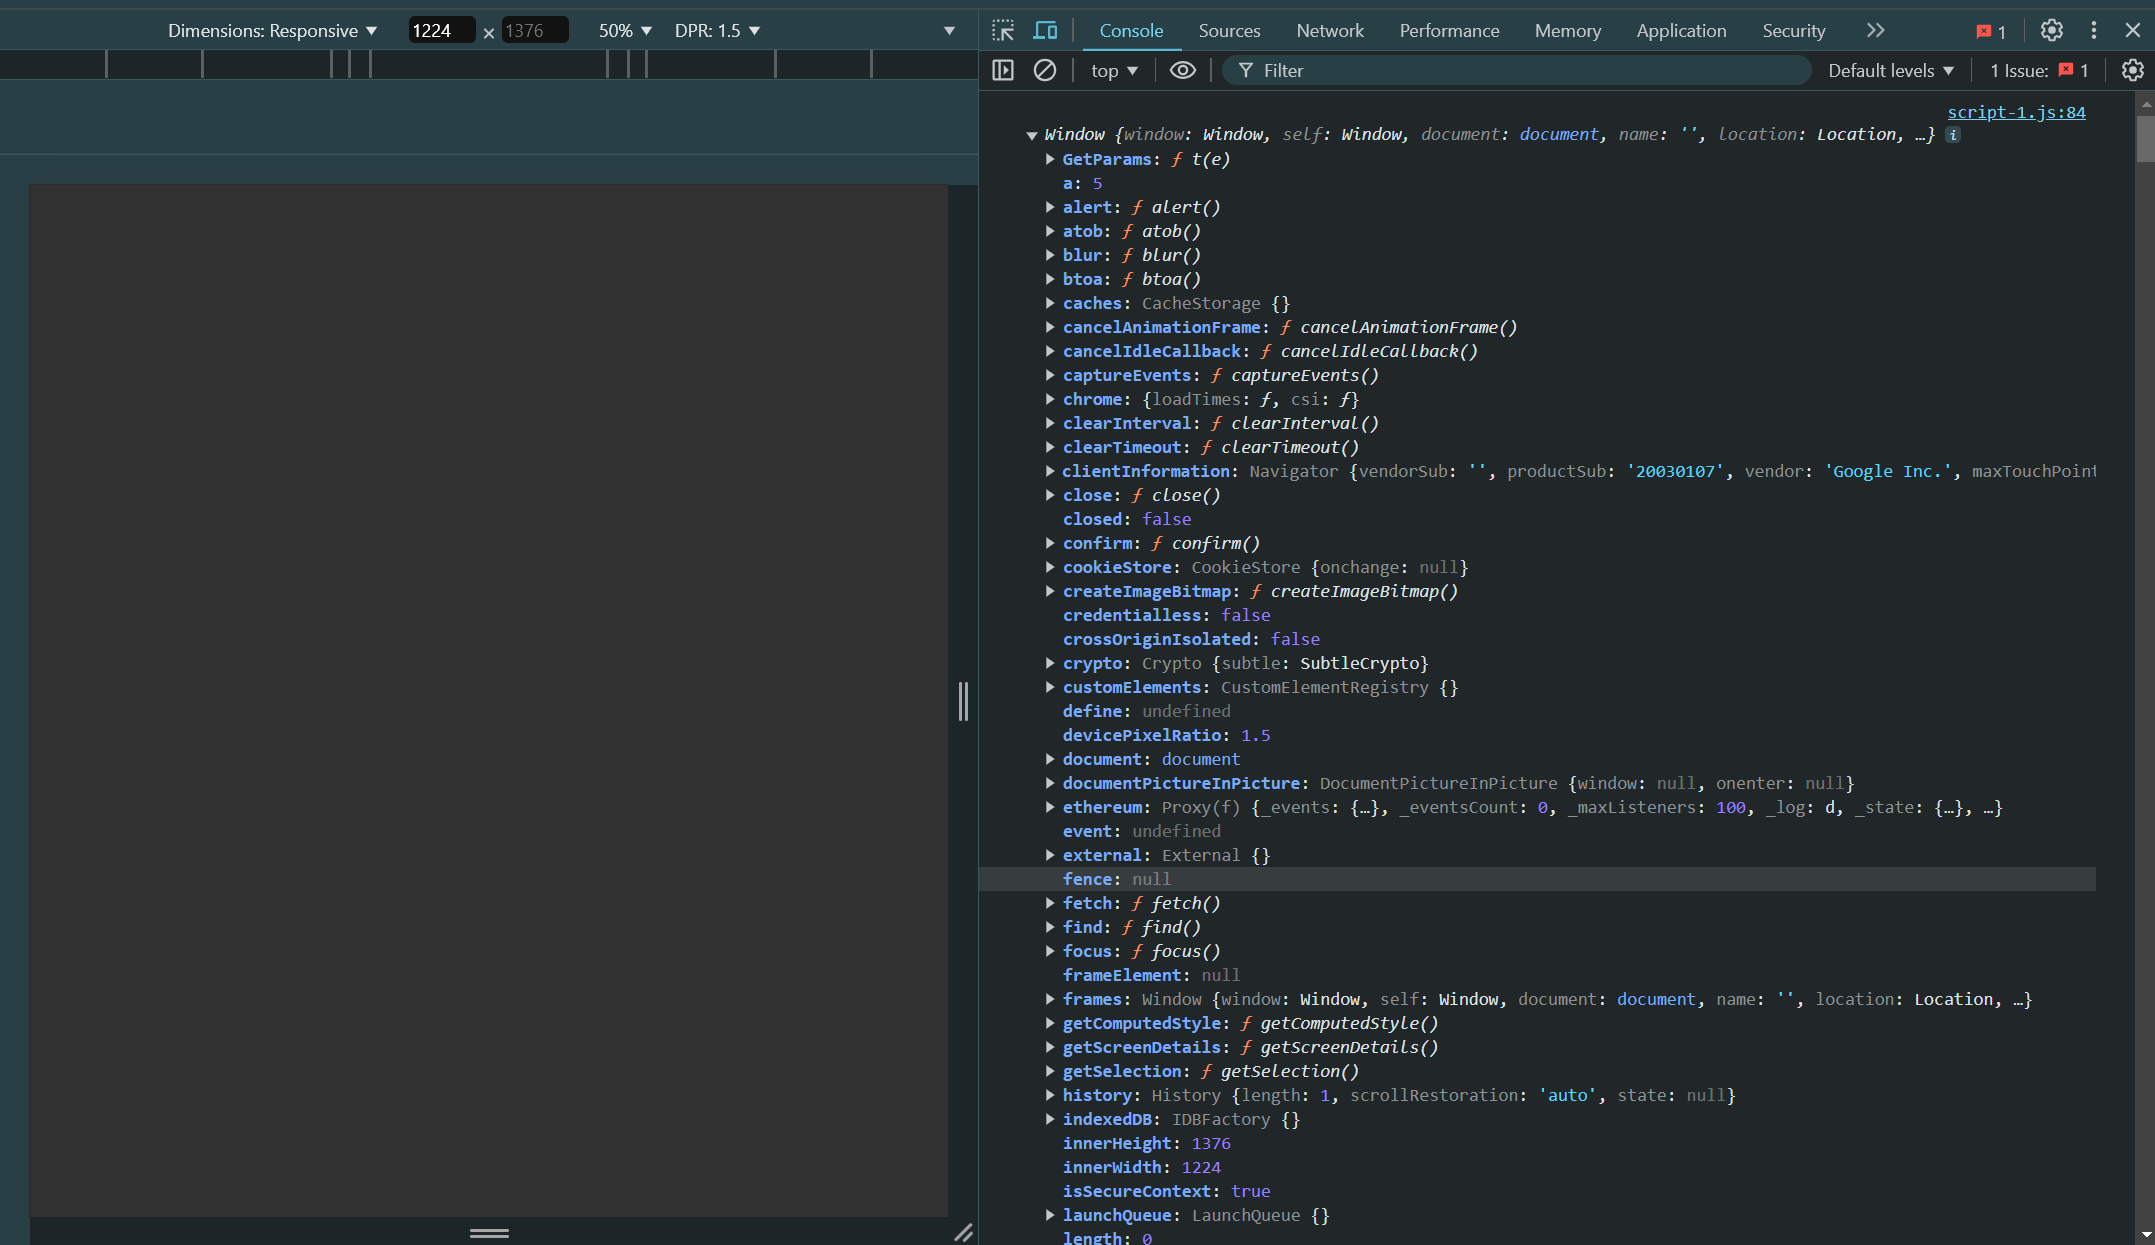 Dimensions: Responsive 1224 × 1376 50% DPR: 1.5
Console Sources Network Performance Memory Application Security 1
top Filter Default levels 1 Issue: 1
script-1.js:84
Window {window: Window, self: Window, document: document, name: '', location: Location, …}
GetParams: ƒ t(e)
a: 5
alert: ƒ alert()
atob: ƒ atob()
blur: ƒ blur()
btoa: ƒ btoa()
caches: CacheStorage {}
cancelAnimationFrame: ƒ cancelAnimationFrame()
cancelIdleCallback: ƒ cancelIdleCallback()
captureEvents: ƒ captureEvents()
chrome: {loadTimes: ƒ, csi: ƒ}
clearInterval: ƒ clearInterval()
clearTimeout: ƒ clearTimeout()
clientInformation: Navigator {vendorSub: '', productSub: '20030107', vendor: 'Google Inc.', maxTouchPoint
close: ƒ close()
closed: false
confirm: ƒ confirm()
cookieStore: CookieStore {onchange: null}
createImageBitmap: ƒ createImageBitmap()
credentialless: false
crossOriginIsolated: false
crypto: Crypto {subtle: SubtleCrypto}
customElements: CustomElementRegistry {}
define: undefined
devicePixelRatio: 1.5
document: document
documentPictureInPicture: DocumentPictureInPicture {window: null, onenter: null}
ethereum: Proxy(f) {_events: {…}, _eventsCount: 0, _maxListeners: 100, _log: d, _state: {…}, …}
event: undefined
external: External {}
fence: null
fetch: ƒ fetch()
find: ƒ find()
focus: ƒ focus()
frameElement: null
frames: Window {window: Window, self: Window, document: document, name: '', location: Location, …}
getComputedStyle: ƒ getComputedStyle()
getScreenDetails: ƒ getScreenDetails()
getSelection: ƒ getSelection()
history: History {length: 1, scrollRestoration: 'auto', state: null}
indexedDB: IDBFactory {}
innerHeight: 1376
innerWidth: 1224
isSecureContext: true
launchQueue: LaunchQueue {}
length: 0